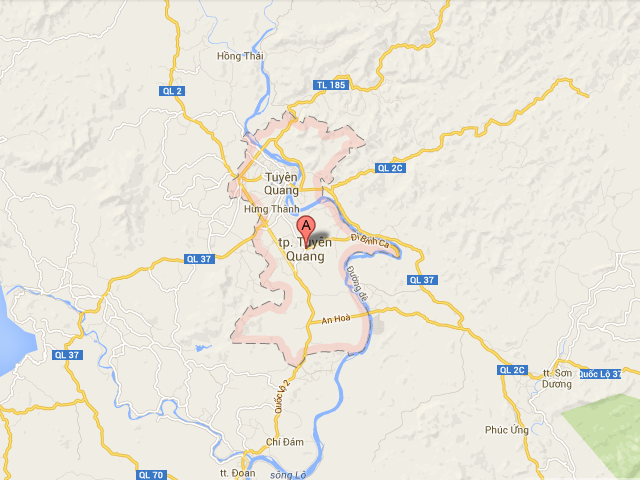 Hồng Thái
TL 185
QL 2
QL 2C
Tuyên
Quang
Hưng Thành
A
tp. Tuyên
Quang
Đi Bình Ca
QL 37
Đường đê
QL 37
An Hoà
QL 37
QL 2C
tt. Sơn
Dương
Quốc Lộ 37
Quốc lộ 2
Phúc Ứng
Chí Đám
tt. Đoan
sông Lô
QL 70